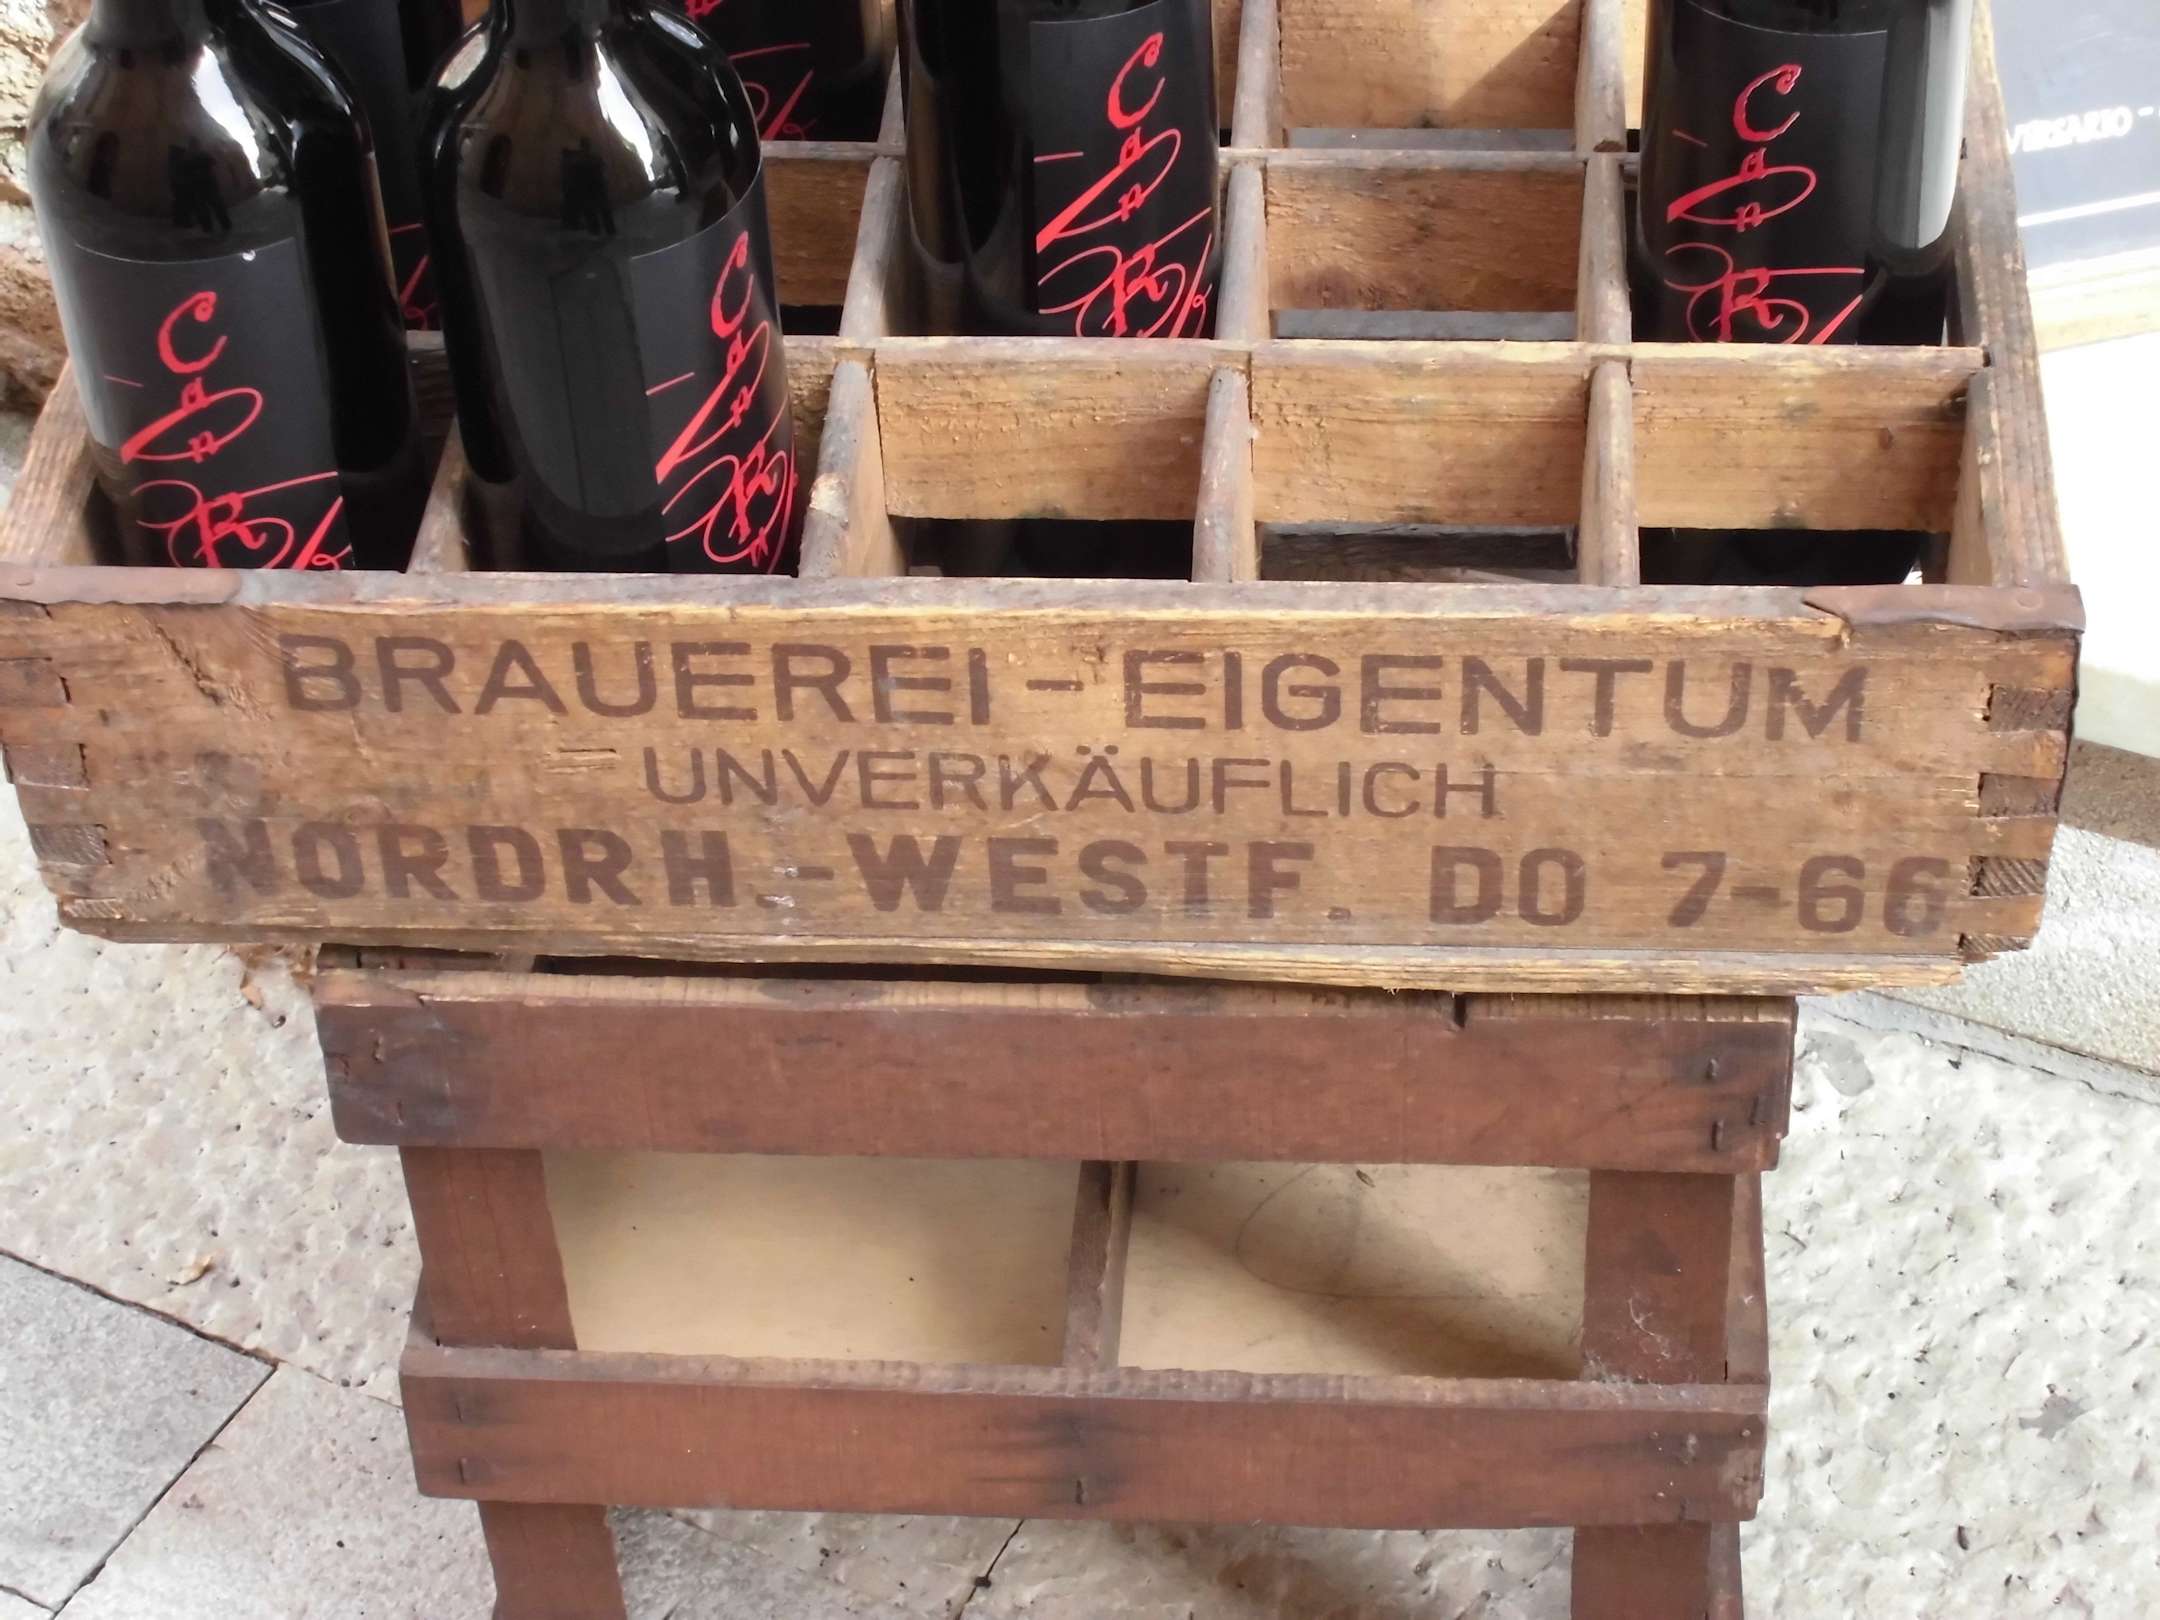 BRAUEREI - EIGENTUM
UNVERKÄUFLICH
NORDRH.-WESTF. DO 7-66